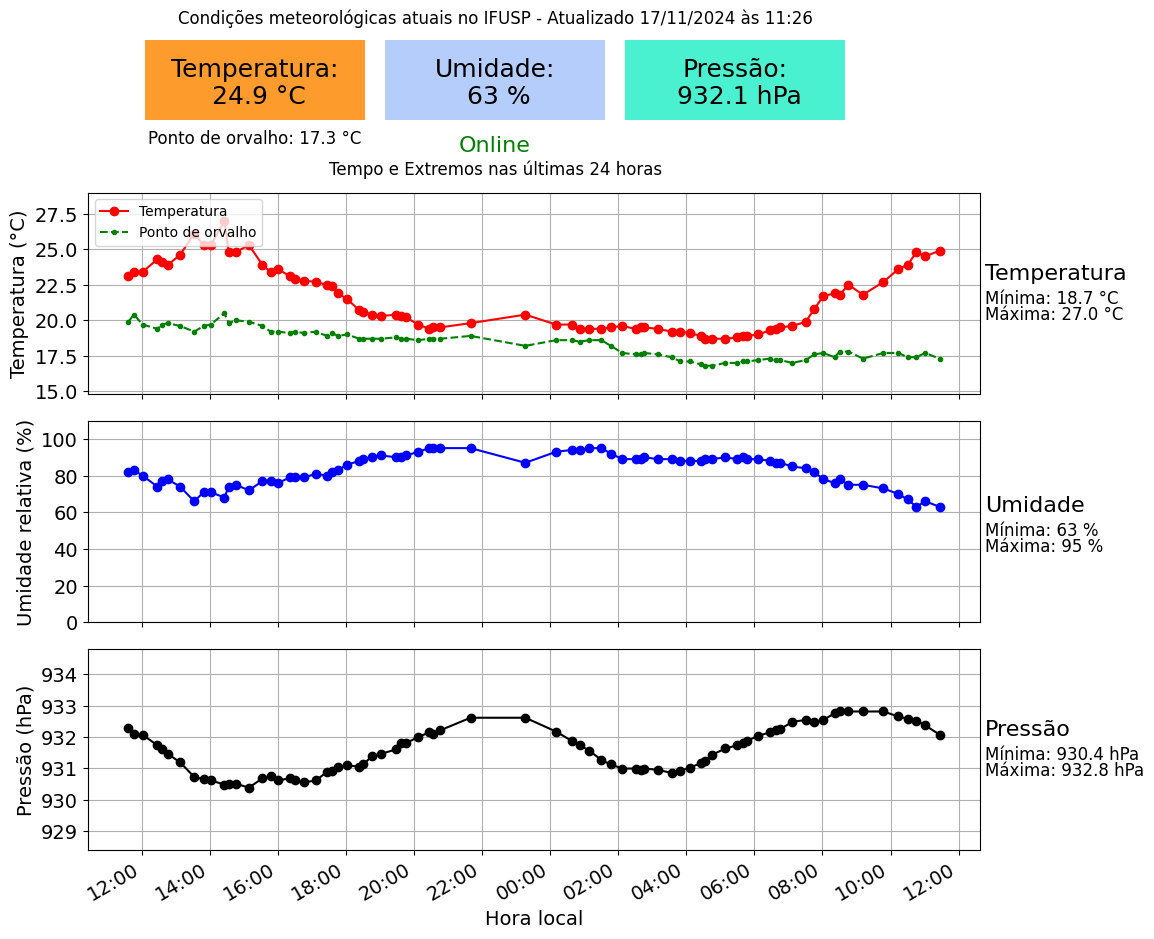 Condições meteorológicas atuais no IFUSP - Atualizado 17/11/2024 às 11:26
Temperatura:
24.9 °C
Umidade:
63 %
Pressão:
932.1 hPa
Ponto de orvalho: 17.3 °C
Online
Tempo e Extremos nas últimas 24 horas
Temperatura (°C)
27.5
25.0
22.5
20.0
17.5
15.0
Temperatura
Ponto de orvalho
Temperatura
Mínima: 18.7 °C
Máxima: 27.0 °C
Umidade relativa (%)
100
80
60
40
20
0
Umidade
Mínima: 63 %
Máxima: 95 %
Pressão (hPa)
934
933
932
931
930
929
Pressão
Mínima: 930.4 hPa
Máxima: 932.8 hPa
12:00 14:00 16:00 18:00 20:00 22:00 00:00 02:00 04:00 06:00 08:00 10:00 12:00
Hora local